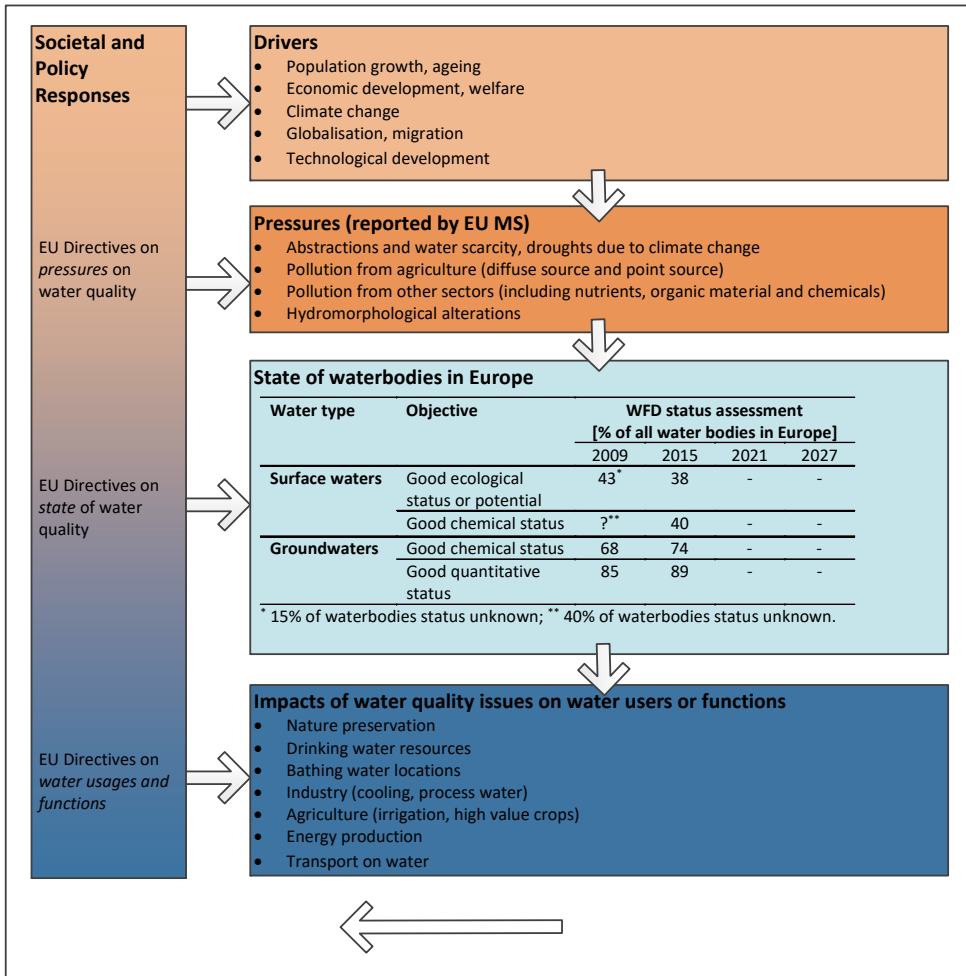 Societal and
Policy
Responses
EU Directives on
pressures on
water quality
EU Directives on
state of water
quality
EU Directives on
water usages and
functions
Drivers
• Population growth, ageing
• Economic development, welfare
• Climate change
• Globalisation, migration
• Technological development
Pressures (reported by EU MS)
• Abstractions and water scarcity, droughts due to climate change
• Pollution from agriculture (diffuse source and point source)
• Pollution from other sectors (including nutrients, organic material and chemicals)
• Hydromorphological alterations
State of waterbodies in Europe
Water type Objective WFD status assessment
[% of all water bodies in Europe]
2009 2015 2021 2027
Surface waters Good ecological 43* 38 - -
status or potential
Good chemical status ?** 40 - -
Groundwaters Good chemical status 68 74 - -
Good quantitative 85 89 - -
status
* 15% of waterbodies status unknown; ** 40% of waterbodies status unknown.
Impacts of water quality issues on water users or functions
• Nature preservation
• Drinking water resources
• Bathing water locations
• Industry (cooling, process water)
• Agriculture (irrigation, high value crops)
• Energy production
• Transport on water